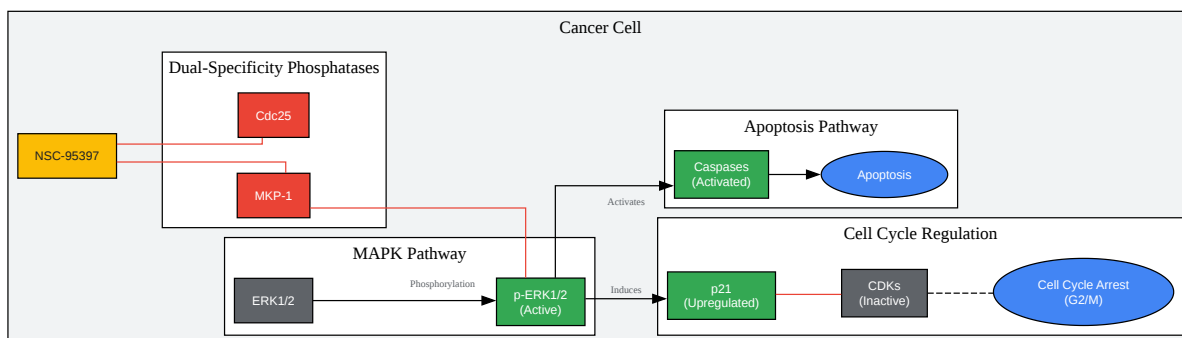 Cancer Cell
Dual-Specificity Phosphatases
Cdc25
NSC-95397
MKP-1
Apoptosis Pathway
Caspases
(Activated)
Apoptosis
Activates
MAPK Pathway
ERK1/2
Phosphorylation
p-ERK1/2
(Active)
Induces
Cell Cycle Regulation
p21
(Upregulated)
CDKs
(Inactive)
Cell Cycle Arrest
(G2/M)